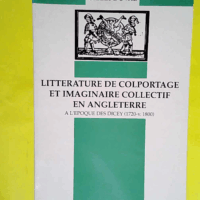 LITTERATURE DE COLPORTAGE
ET IMAGINAIRE COLLECTIF
EN ANGLETERRE
A L'EPOQUE DES DICEY (1720-v. 1800)